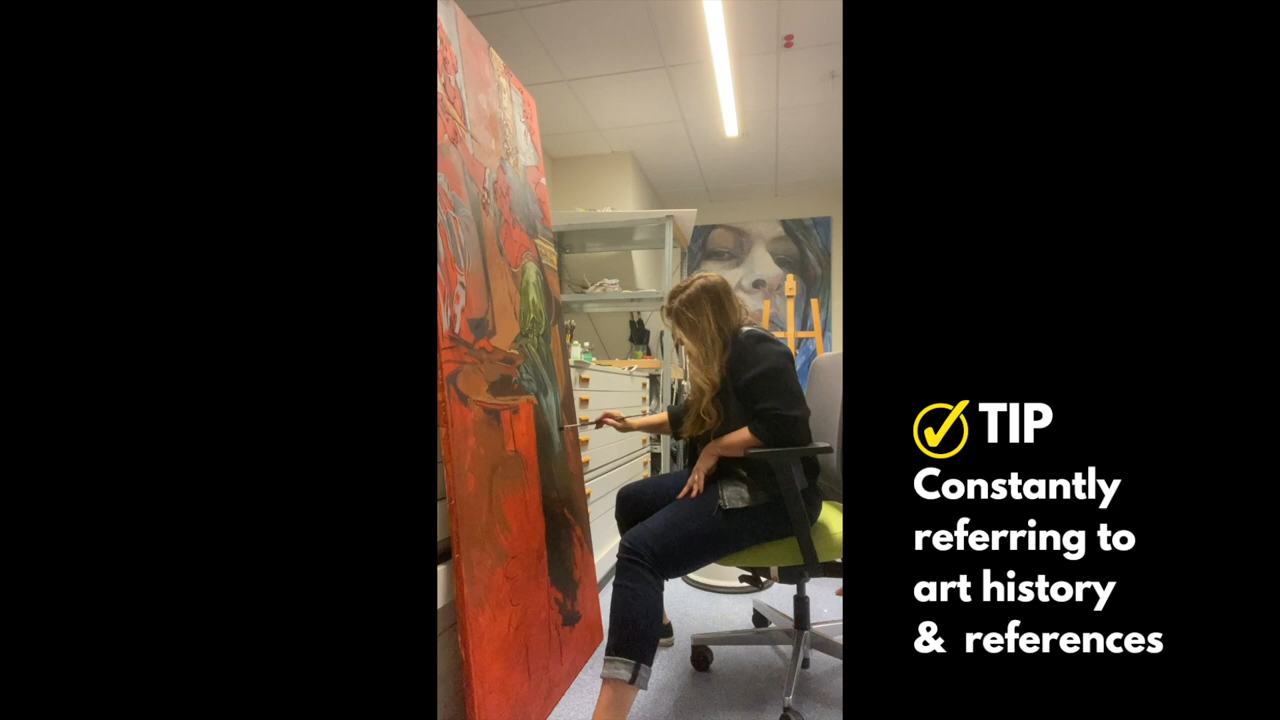 TIP
Constantly
referring to
art history
& references